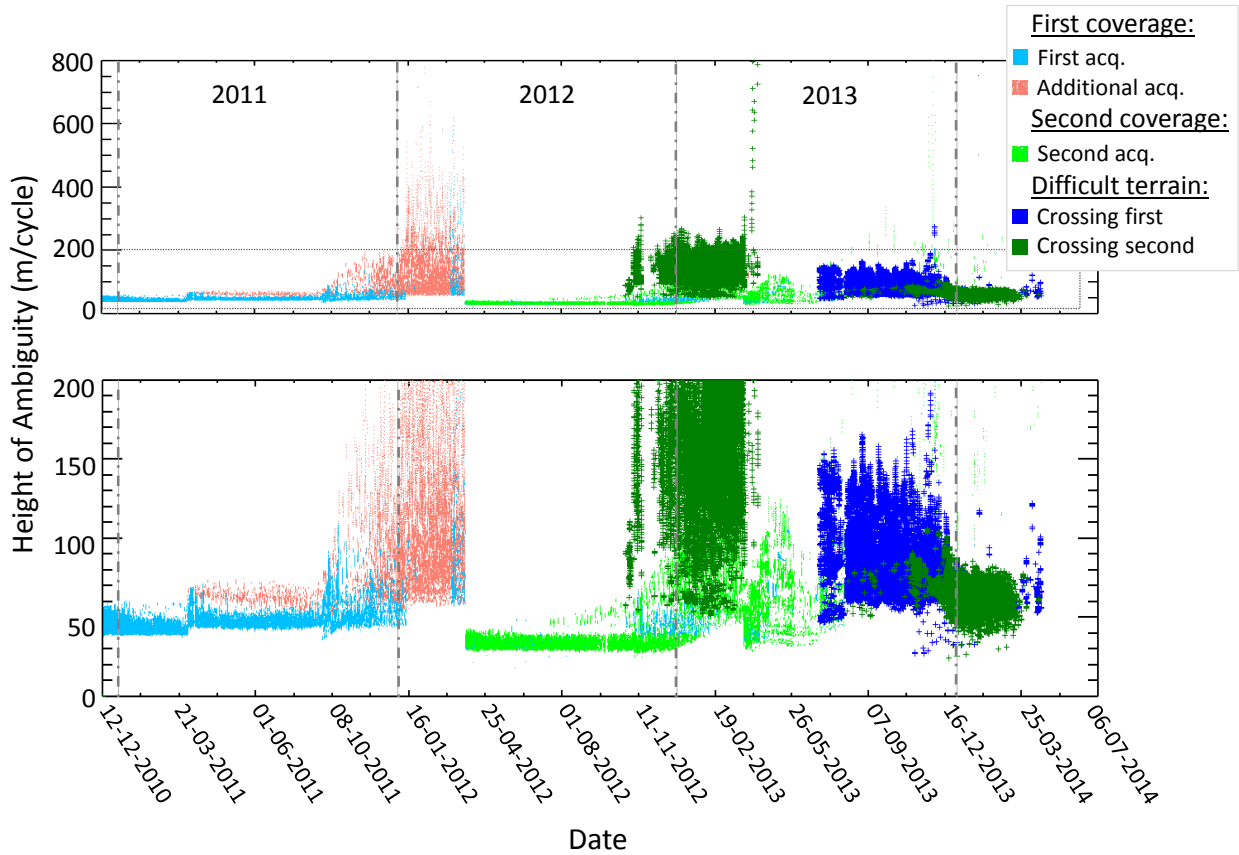 First coverage:
First acq.
Additional acq.
Second coverage:
Second acq.
Difficult terrain:
Crossing first
Crossing second
800
600
400
200
0
2011
2012
2013
Height of Ambiguity (m/cycle)
200
150
100
50
0
12-12-2010
21-03-2011
01-06-2011
08-10-2011
16-01-2012
25-04-2012
01-08-2012
11-11-2012
19-02-2013
26-05-2013
07-09-2013
16-12-2013
25-03-2014
06-07-2014
Date